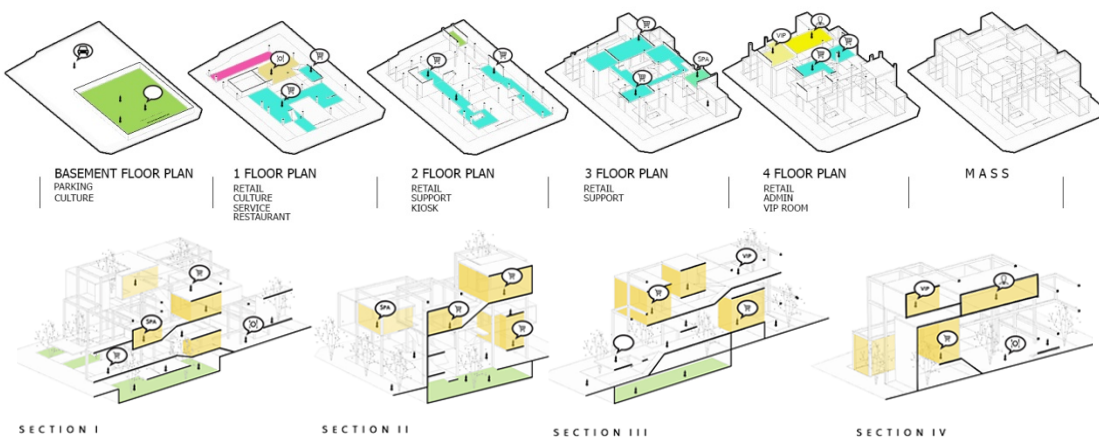 VIP
SPA
BASEMENT FLOOR PLAN
PARKING
CULTURE
1 FLOOR PLAN
RETAIL
CULTURE
SERVICE
RESTAURANT
2 FLOOR PLAN
RETAIL
SUPPORT
KIOSK
3 FLOOR PLAN
RETAIL
SUPPORT
4 FLOOR PLAN
RETAIL
ADMIN
VIP ROOM
MASS
SPA
SPA
VIP
VIP
SECTION I
SECTION II
SECTION III
SECTION IV